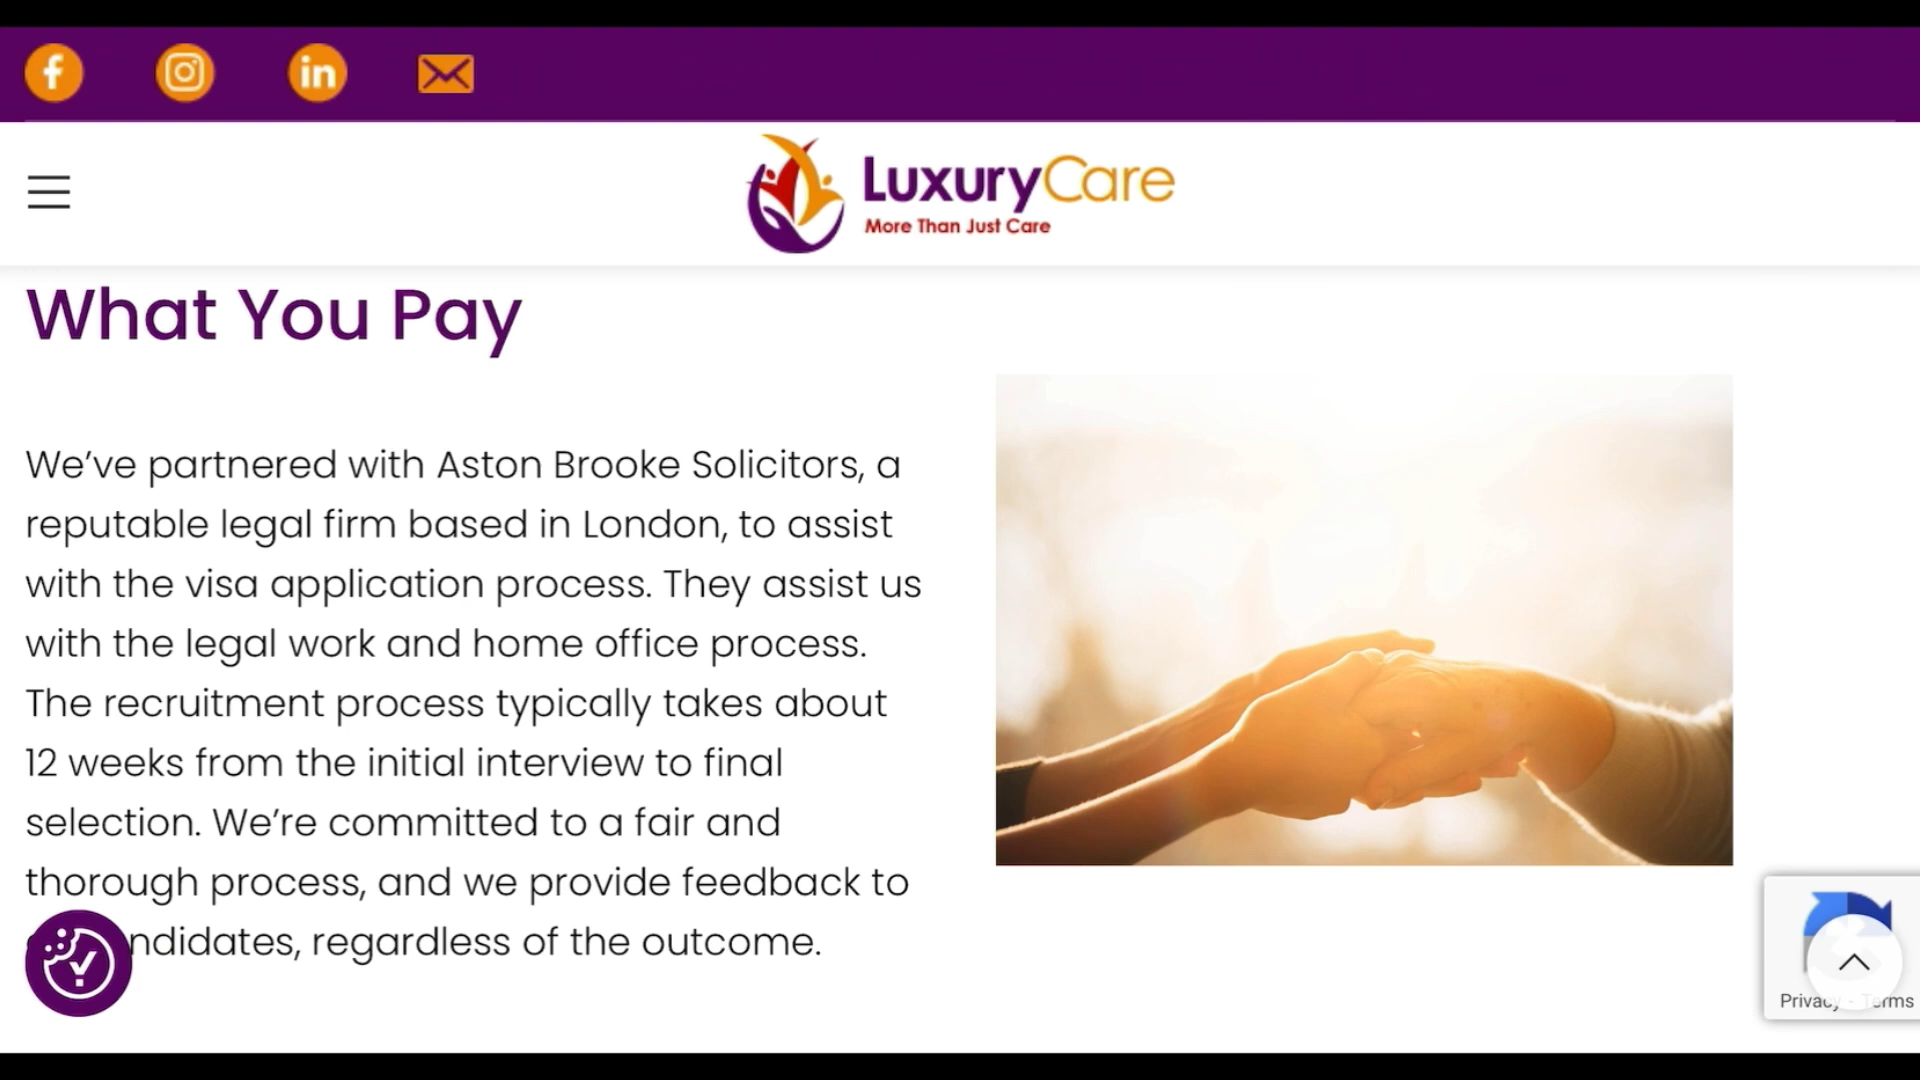 LuxuryCare
More Than Just Care
What You Pay
We’ve partnered with Aston Brooke Solicitors, a
reputable legal firm based in London, to assist
with the visa application process. They assist us
with the legal work and home office process.
The recruitment process typically takes about
12 weeks from the initial interview to final
selection. We’re committed to a fair and
thorough process, and we provide feedback to
ndidates, regardless of the outcome.
Privacy - Terms